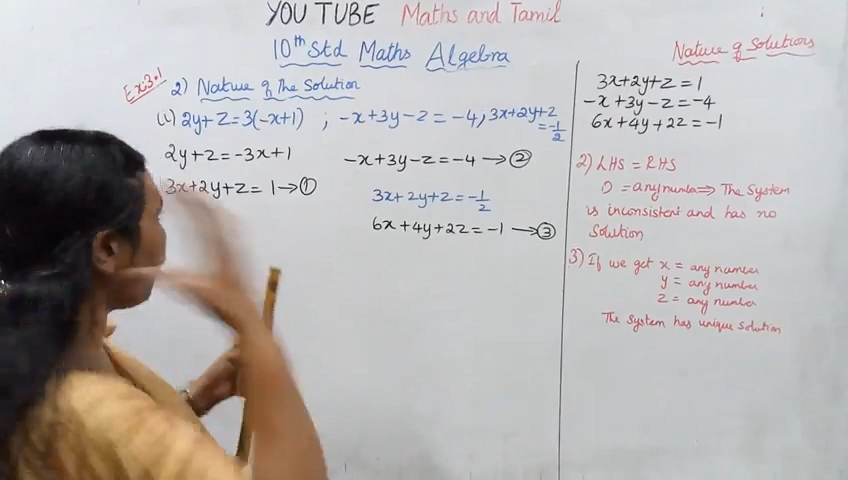 YOU TUBE Maths and Tamil
10th Std Maths Algebra
Nature of Solutions
Ex:3.1
2) Nature of The Solution
(ii) 2y+z=3(-x+1) ; -x+3y-z=-4; 3x+2y+z=-1/2
2y+z=-3x+1
3x+2y+z=1→①
-x+3y-z=-4→②
3x+2y+z=-1/2
6x+4y+2z=-1→③
3x+2y+z=1
-x+3y-z=-4
6x+4y+2z=-1
2) LHS = RHS
0 = any numba ⇒ The System
is inconsistent and has no
Solution
3) If we get x = any number
y = any number
z = any numba
The System has unique solution